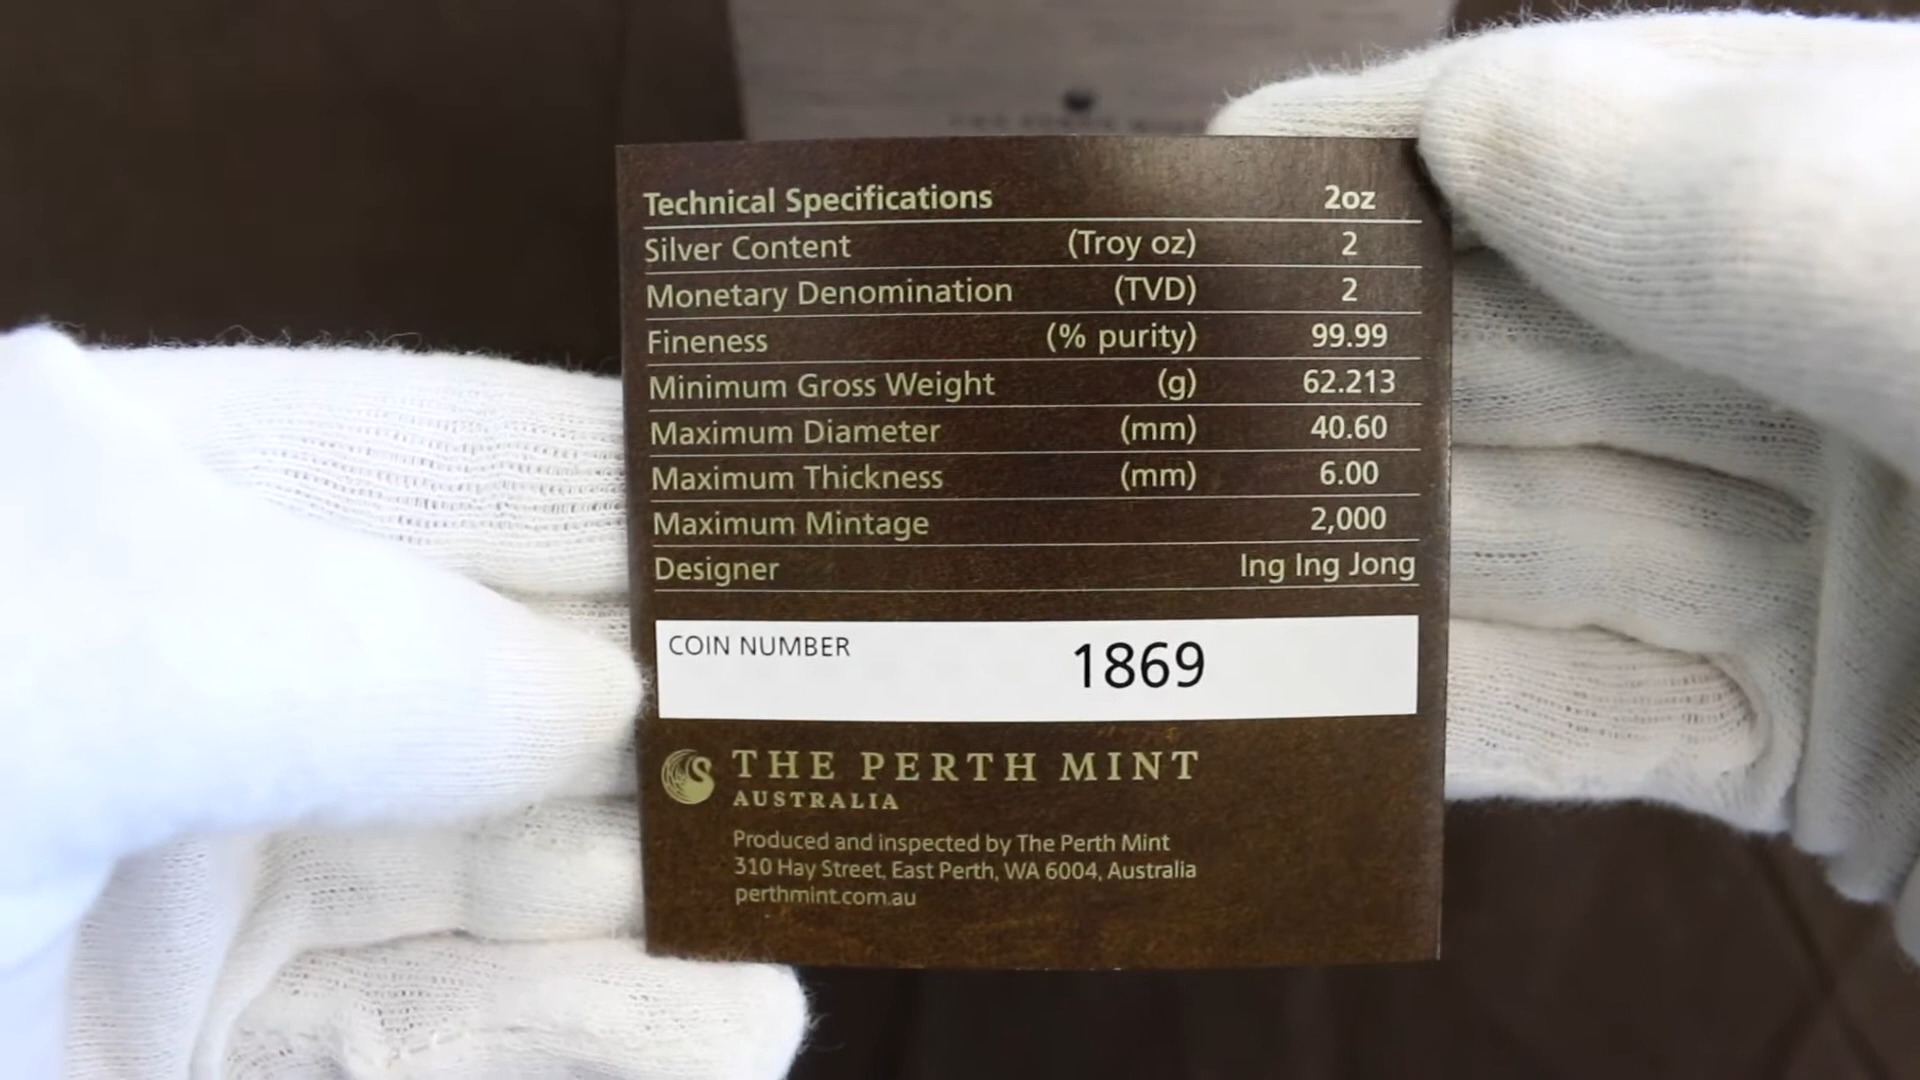 Technical Specifications 2oz
Silver Content (Troy oz) 2
Monetary Denomination (TVD) 2
Fineness (% purity) 99.99
Minimum Gross Weight (g) 62.213
Maximum Diameter (mm) 40.60
Maximum Thickness (mm) 6.00
Maximum Mintage 2,000
Designer Ing Ing Jong
COIN NUMBER 1869
THE PERTH MINT
AUSTRALIA
Produced and inspected by The Perth Mint
310 Hay Street, East Perth, WA 6004, Australia
perthmint.com.au